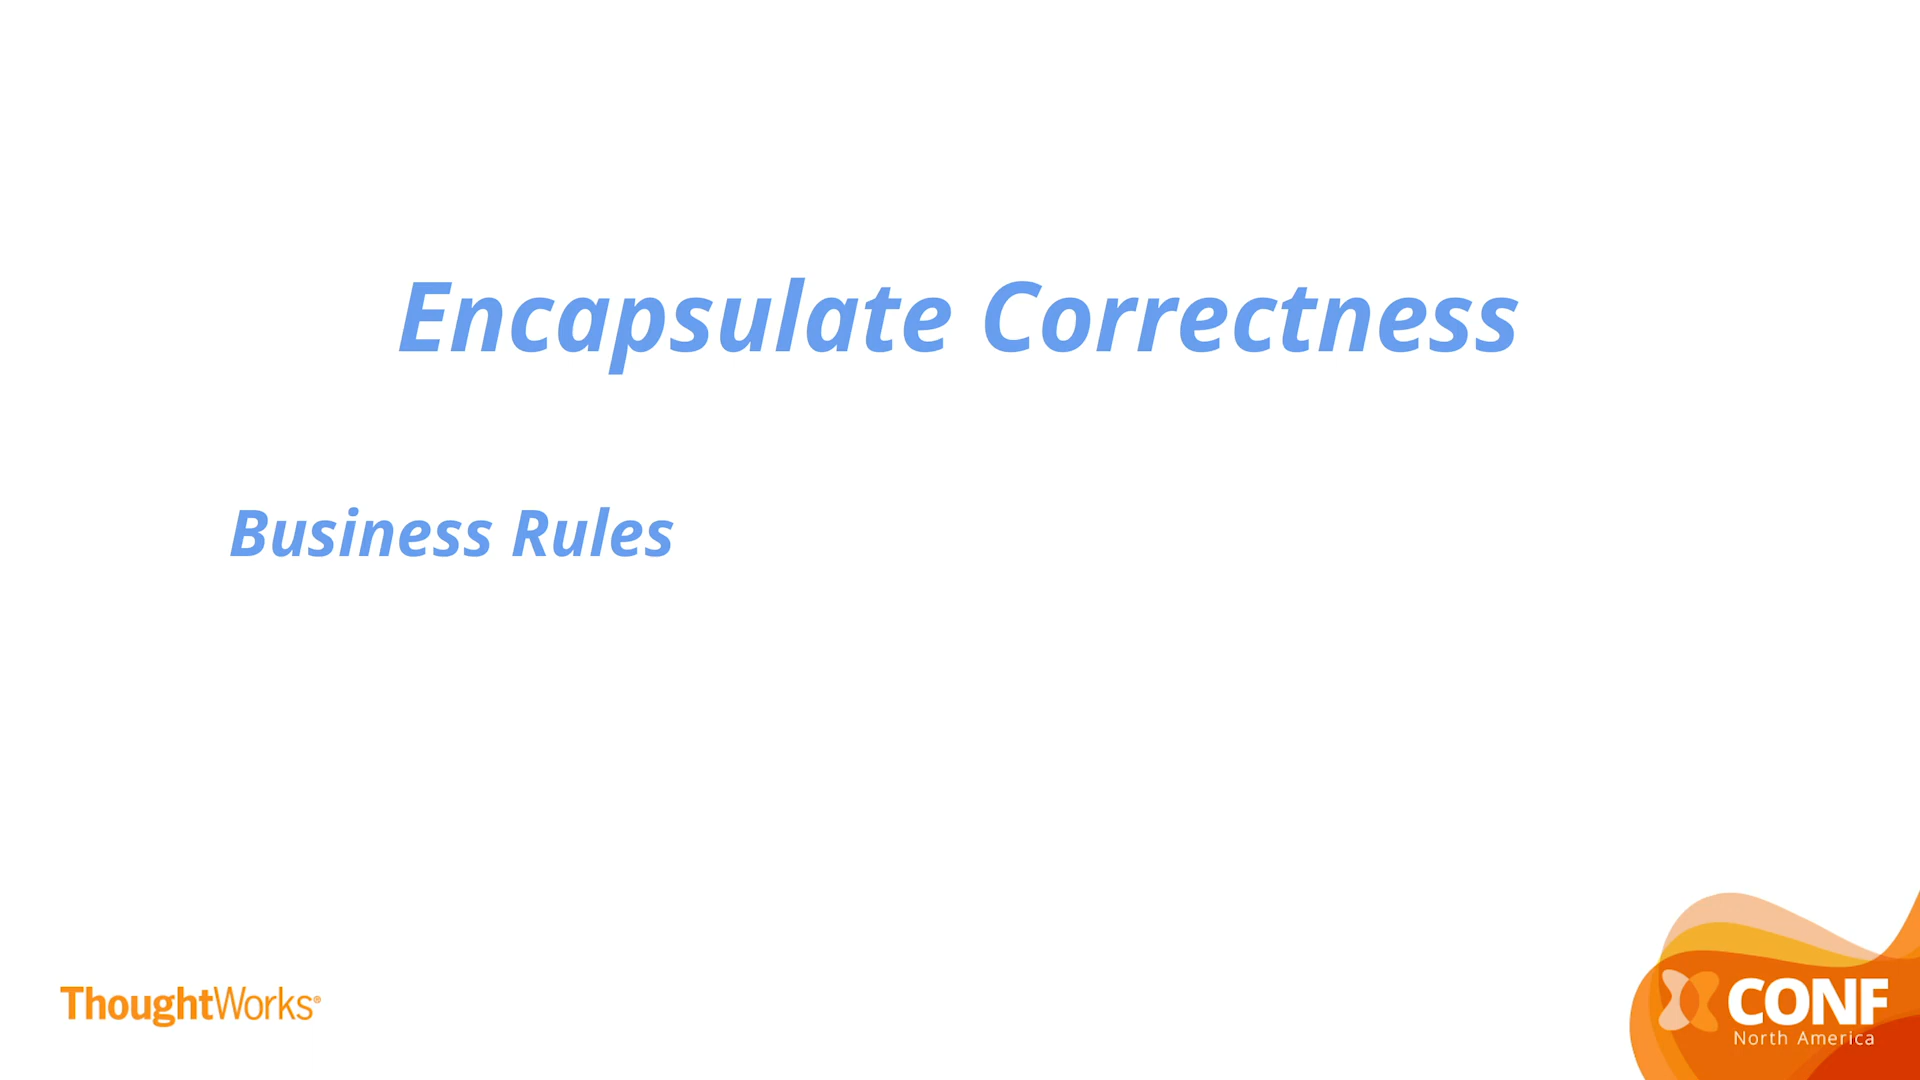 Encapsulate Correctness
Business Rules
ThoughtWorks®
CONF
North America